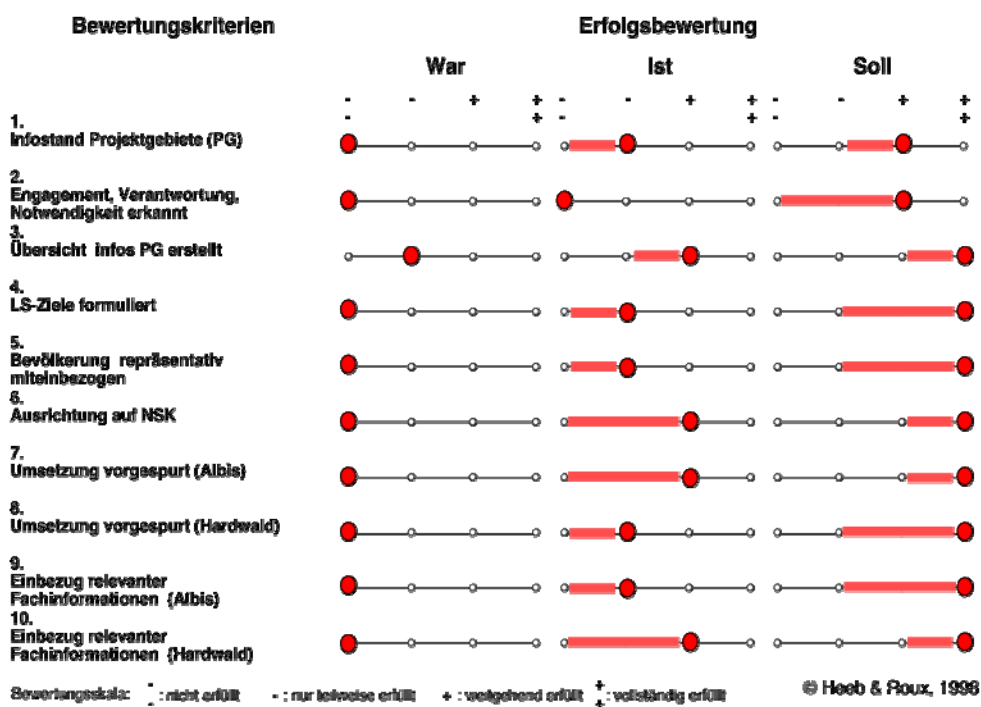 Bewertungskriterien Erfolgsbewertung
War Ist Soll
- - + + - - + + - - + +
- + - + - +
1.
Infostand Projektgebiete (PG)
2.
Engagement, Verantwortung,
Notwendigkeit erkannt
3.
Übersicht infos PG erstellt
4.
LS-Ziele formuliert
5.
Bevölkerung repräsentativ
miteinbezogen
6.
Ausrichtung auf NSK
7.
Umsetzung vorgespurt (Albis)
8.
Umsetzung vorgespurt (Hardwald)
9.
Einbezug relevanter
Fachinformationen (Albis)
10.
Einbezug relevanter
Fachinformationen (Hardwald)
Bewertungsskala: - - : nicht erfüllt - : nur teilweise erfüllt + : weitgehend erfüllt + + : vollständig erfüllt
© Heeb & Roux, 1998